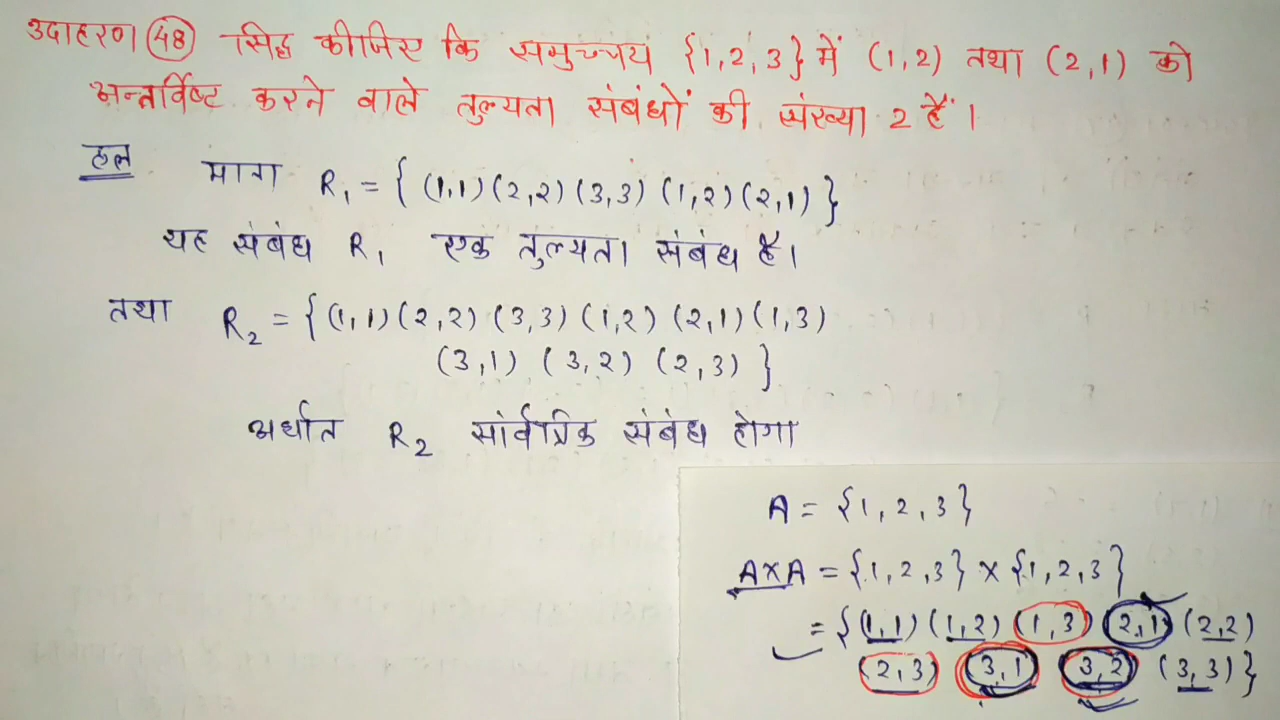 उदाहरण 48 सिद्ध कीजिए कि समुच्चय {1,2,3} में (1,2) तथा (2,1) को
अन्तर्विष्ट करने वाले तुल्यता संबंधों की संख्या 2 हैं।
हल माना R₁ = { (1,1) (2,2) (3,3) (1,2) (2,1) }
यह संबंध R₁ एक तुल्यता संबंध है।
तथा R₂ = { (1,1) (2,2) (3,3) (1,2) (2,1) (1,3)
(3,1) (3,2) (2,3) }
अर्थात R₂ सार्वत्रिक संबंध होगा
A = {1,2,3}
A×A = {1,2,3} × {1,2,3}
= {(1,1) (1,2) (1,3) (2,1) (2,2)
(2,3) (3,1) (3,2) (3,3)}